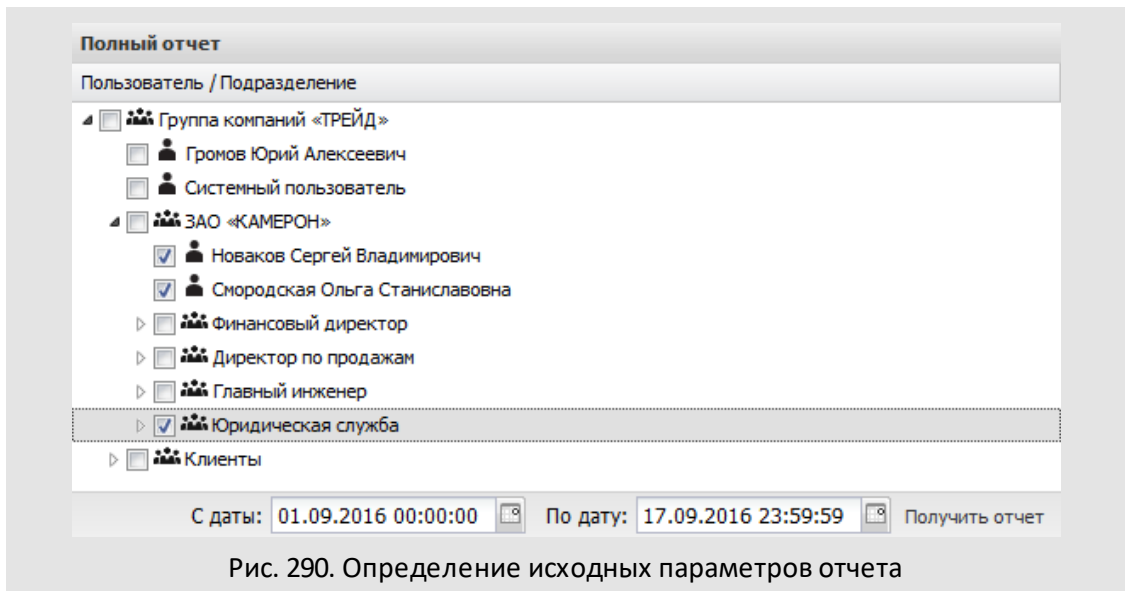 Полный отчет
Пользователь / Подразделение
Группа компаний «ТРЕЙД»
Громов Юрий Алексеевич
Системный пользователь
ЗАО «КАМЕРОН»
Новаков Сергей Владимирович
Смородская Ольга Станиславовна
Финансовый директор
Директор по продажам
Главный инженер
Юридическая служба
Клиенты
С даты: 01.09.2016 00:00:00 По дату: 17.09.2016 23:59:59 Получить отчет
Рис. 290. Определение исходных параметров отчета